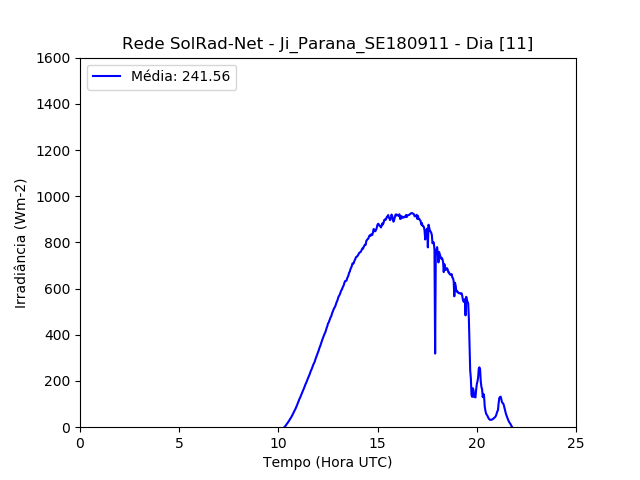 Rede SolRad-Net - Ji_Parana_SE180911 - Dia [11]
Média: 241.56
1600
1400
1200
1000
800
600
400
200
0
Irradiância (Wm-2)
0 5 10 15 20 25
Tempo (Hora UTC)